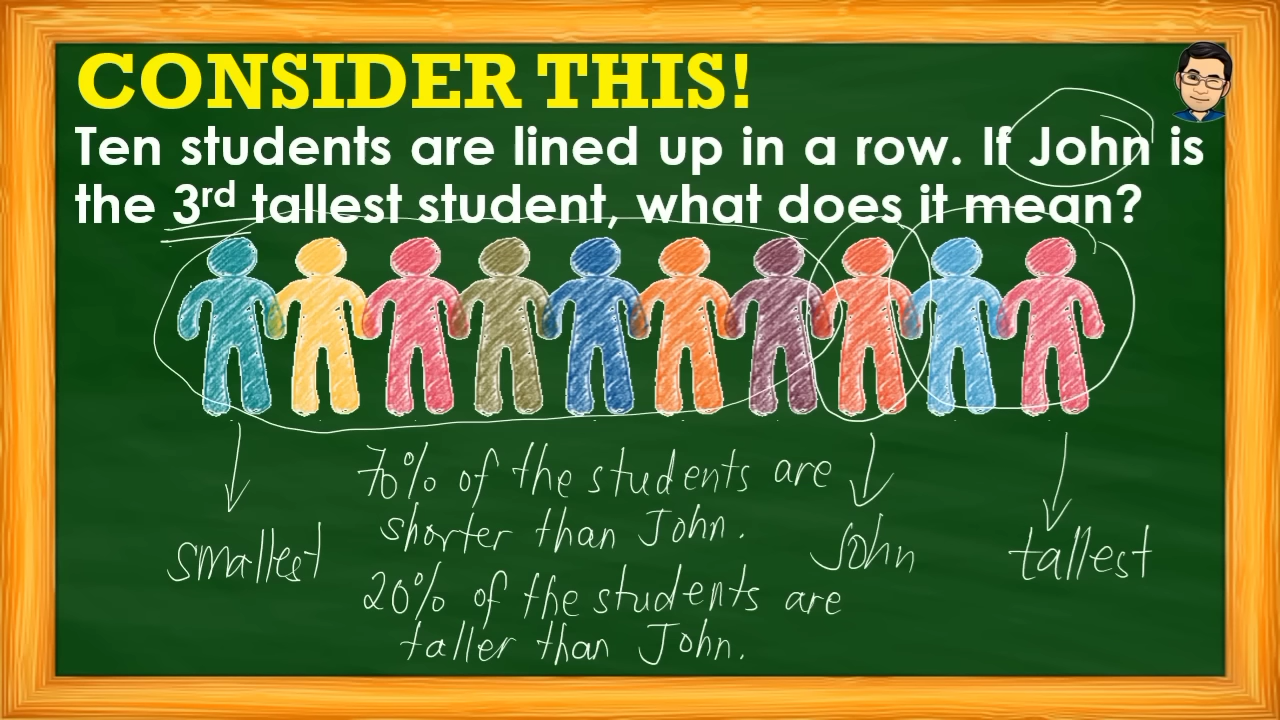 CONSIDER THIS!
Ten students are lined up in a row. If John is
the 3rd tallest student, what does it mean?
70% of the students are
shorter than John.
20% of the students are
taller than John.
smallest
John
tallest